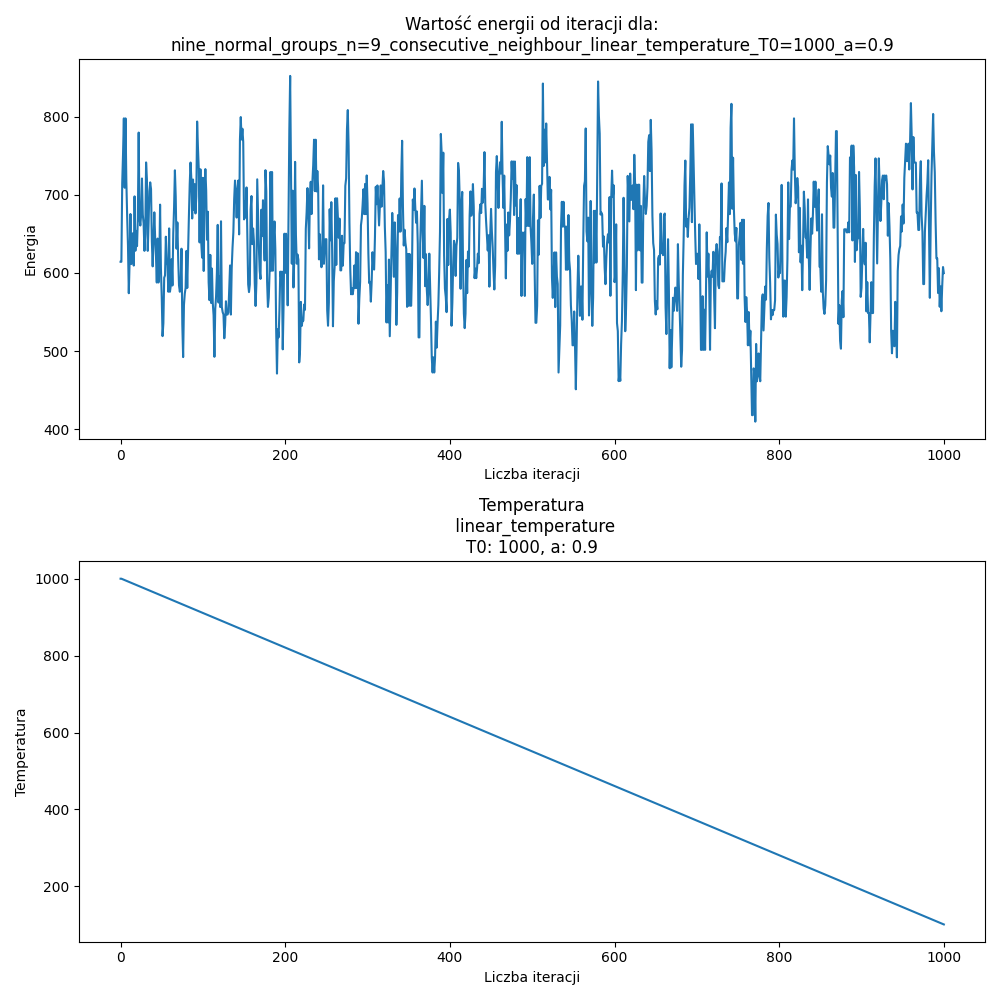 Wartość energii od iteracji dla:
nine_normal_groups_n=9_consecutive_neighbour_linear_temperature_T0=1000_a=0.9
Energia
800
700
600
500
400
0 200 400 600 800 1000
Liczba iteracji
Temperatura
linear_temperature
T0: 1000, a: 0.9
Temperatura
1000
800
600
400
200
0 200 400 600 800 1000
Liczba iteracji